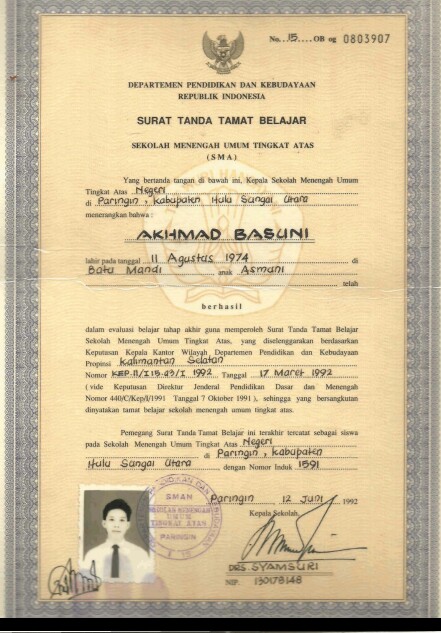 No. 15 OB og 0803907
DEPARTEMEN PENDIDIKAN DAN KEBUDAYAAN
REPUBLIK INDONESIA
SURAT TANDA TAMAT BELAJAR
SEKOLAH MENENGAH UMUM TINGKAT ATAS
(SMA)
Yang bertanda tangan di bawah ini, Kepala Sekolah Menengah Umum
Tingkat Atas Negeri
di Paringin, Kabupaten Hulu Sungai Utara
menerangkan bahwa :
AKHMAD BASUNI
lahir pada tanggal 11 Agustus 1974 di
Batu Mandi anak Asmani
telah
berhasil
dalam evaluasi belajar tahap akhir guna memperoleh Surat Tanda Tamat Belajar
Sekolah Menengah Umum Tingkat Atas, yang diselenggarakan berdasarkan
Keputusan Kepala Kantor Wilayah Departemen Pendidikan dan Kebudayaan
Propinsi Kalimantan Selatan
Nomor KEP.11/I15.d3/I 1992 Tanggal 17 Maret 1992
( vide Keputusan Direktur Jenderal Pendidikan Dasar dan Menengah
Nomor 440/C/Kep/I/1991 Tanggal 7 Oktober 1991 ), sehingga yang bersangkutan
dinyatakan tamat belajar sekolah menengah umum tingkat atas.
Pemegang Surat Tanda Tamat Belajar ini terakhir tercatat sebagai siswa
pada Sekolah Menengah Umum Tingkat Atas Negeri
di Paringin, Kabupaten
Hulu Sungai Utara dengan Nomor Induk 1591
Paringin 12 Juni 1992
Kepala Sekolah
SMAN
SEKOLAH MENENGAH
UMUM
TINGKAT ATAS
PARINGIN
DRS. SYAMSURI
NIP. 130178148